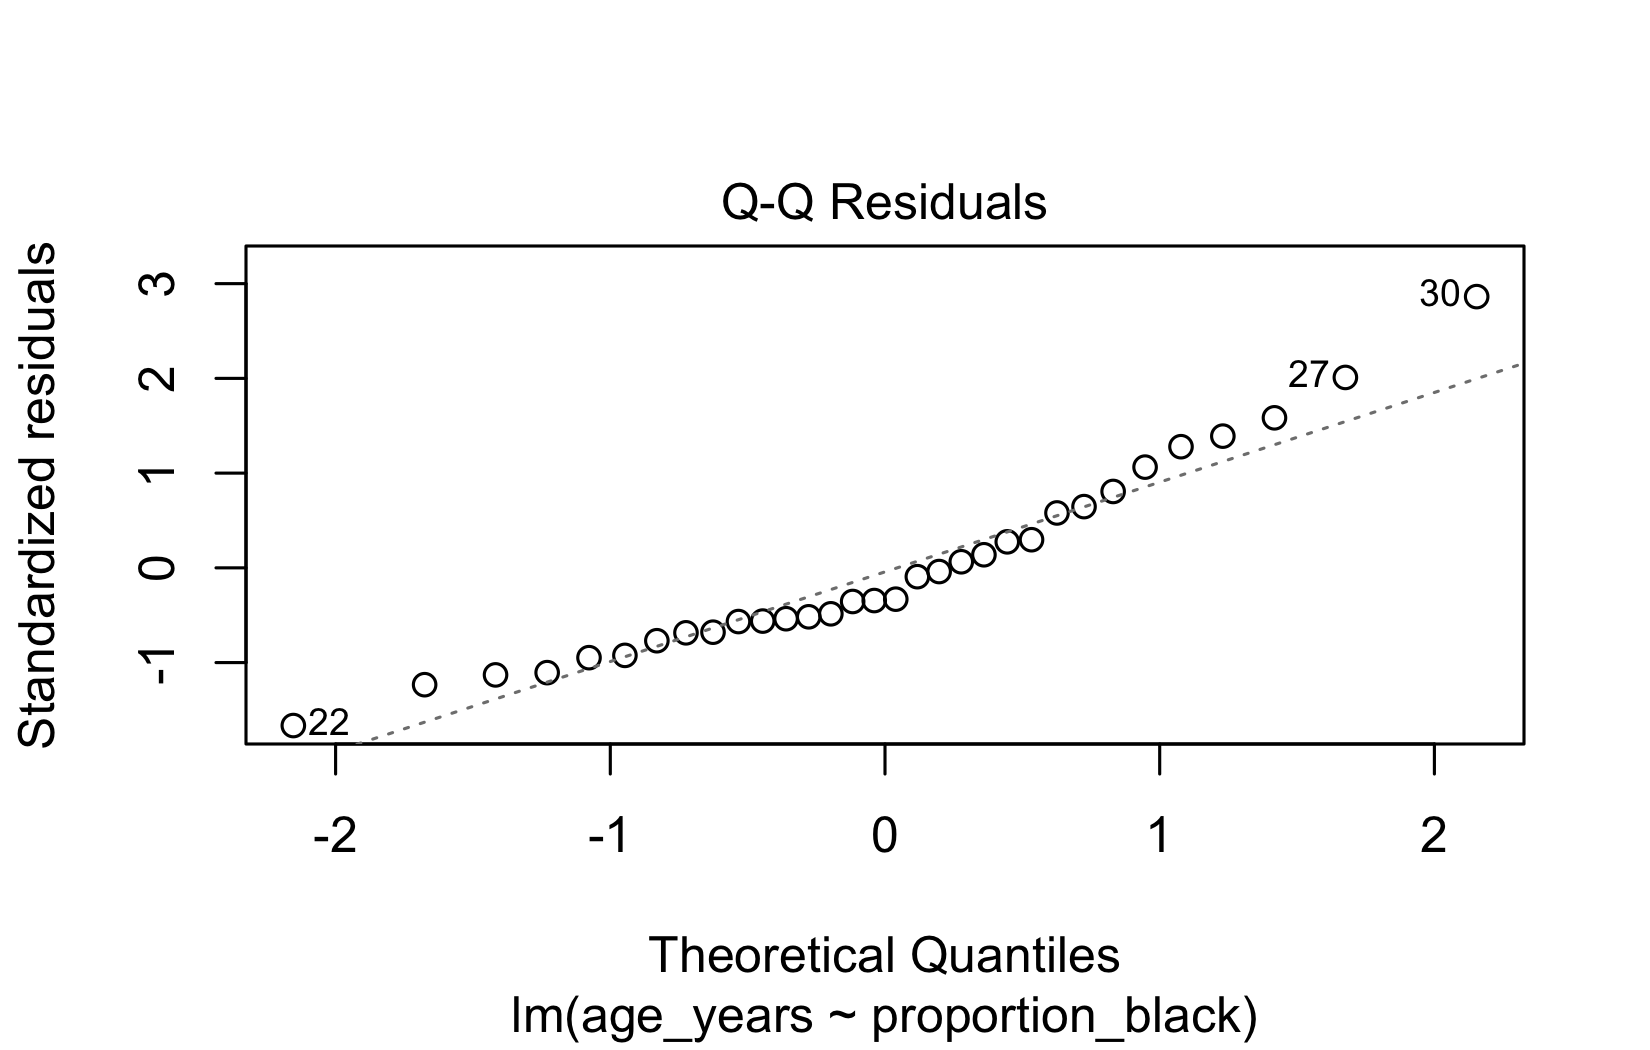 Q-Q Residuals
Standardized residuals
3
2
1
0
-1
30
27
22
-2 -1 0 1 2
Theoretical Quantiles
lm(age_years ~ proportion_black)